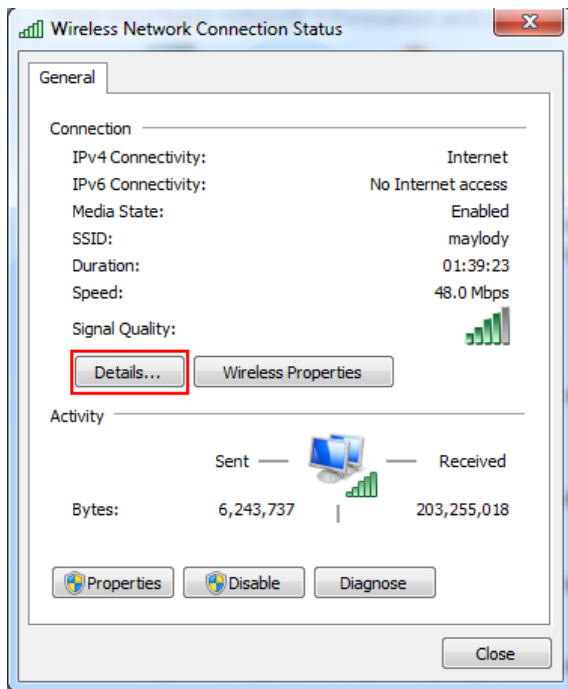 Wireless Network Connection Status
General
Connection
IPv4 Connectivity: Internet
IPv6 Connectivity: No Internet access
Media State: Enabled
SSID: maylody
Duration: 01:39:23
Speed: 48.0 Mbps
Signal Quality:
Details... Wireless Properties
Activity
Sent Received
Bytes: 6,243,737 203,255,018
Properties Disable Diagnose
Close